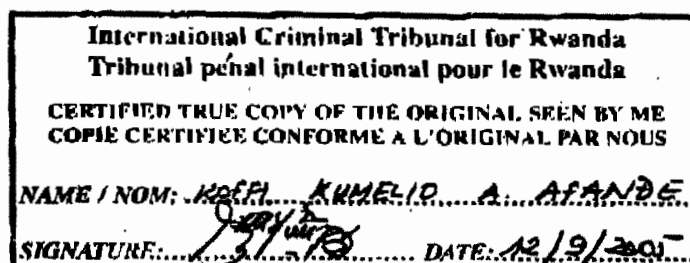 International Criminal Tribunal for Rwanda
Tribunal pénal international pour le Rwanda
CERTIFIED TRUE COPY OF THE ORIGINAL SEEN BY ME
COPIE CERTIFIEE CONFORME A L'ORIGINAL PAR NOUS
NAME / NOM: KOFFI KUMELIO A. AFANDE
SIGNATURE: DATE: 12/9/2005